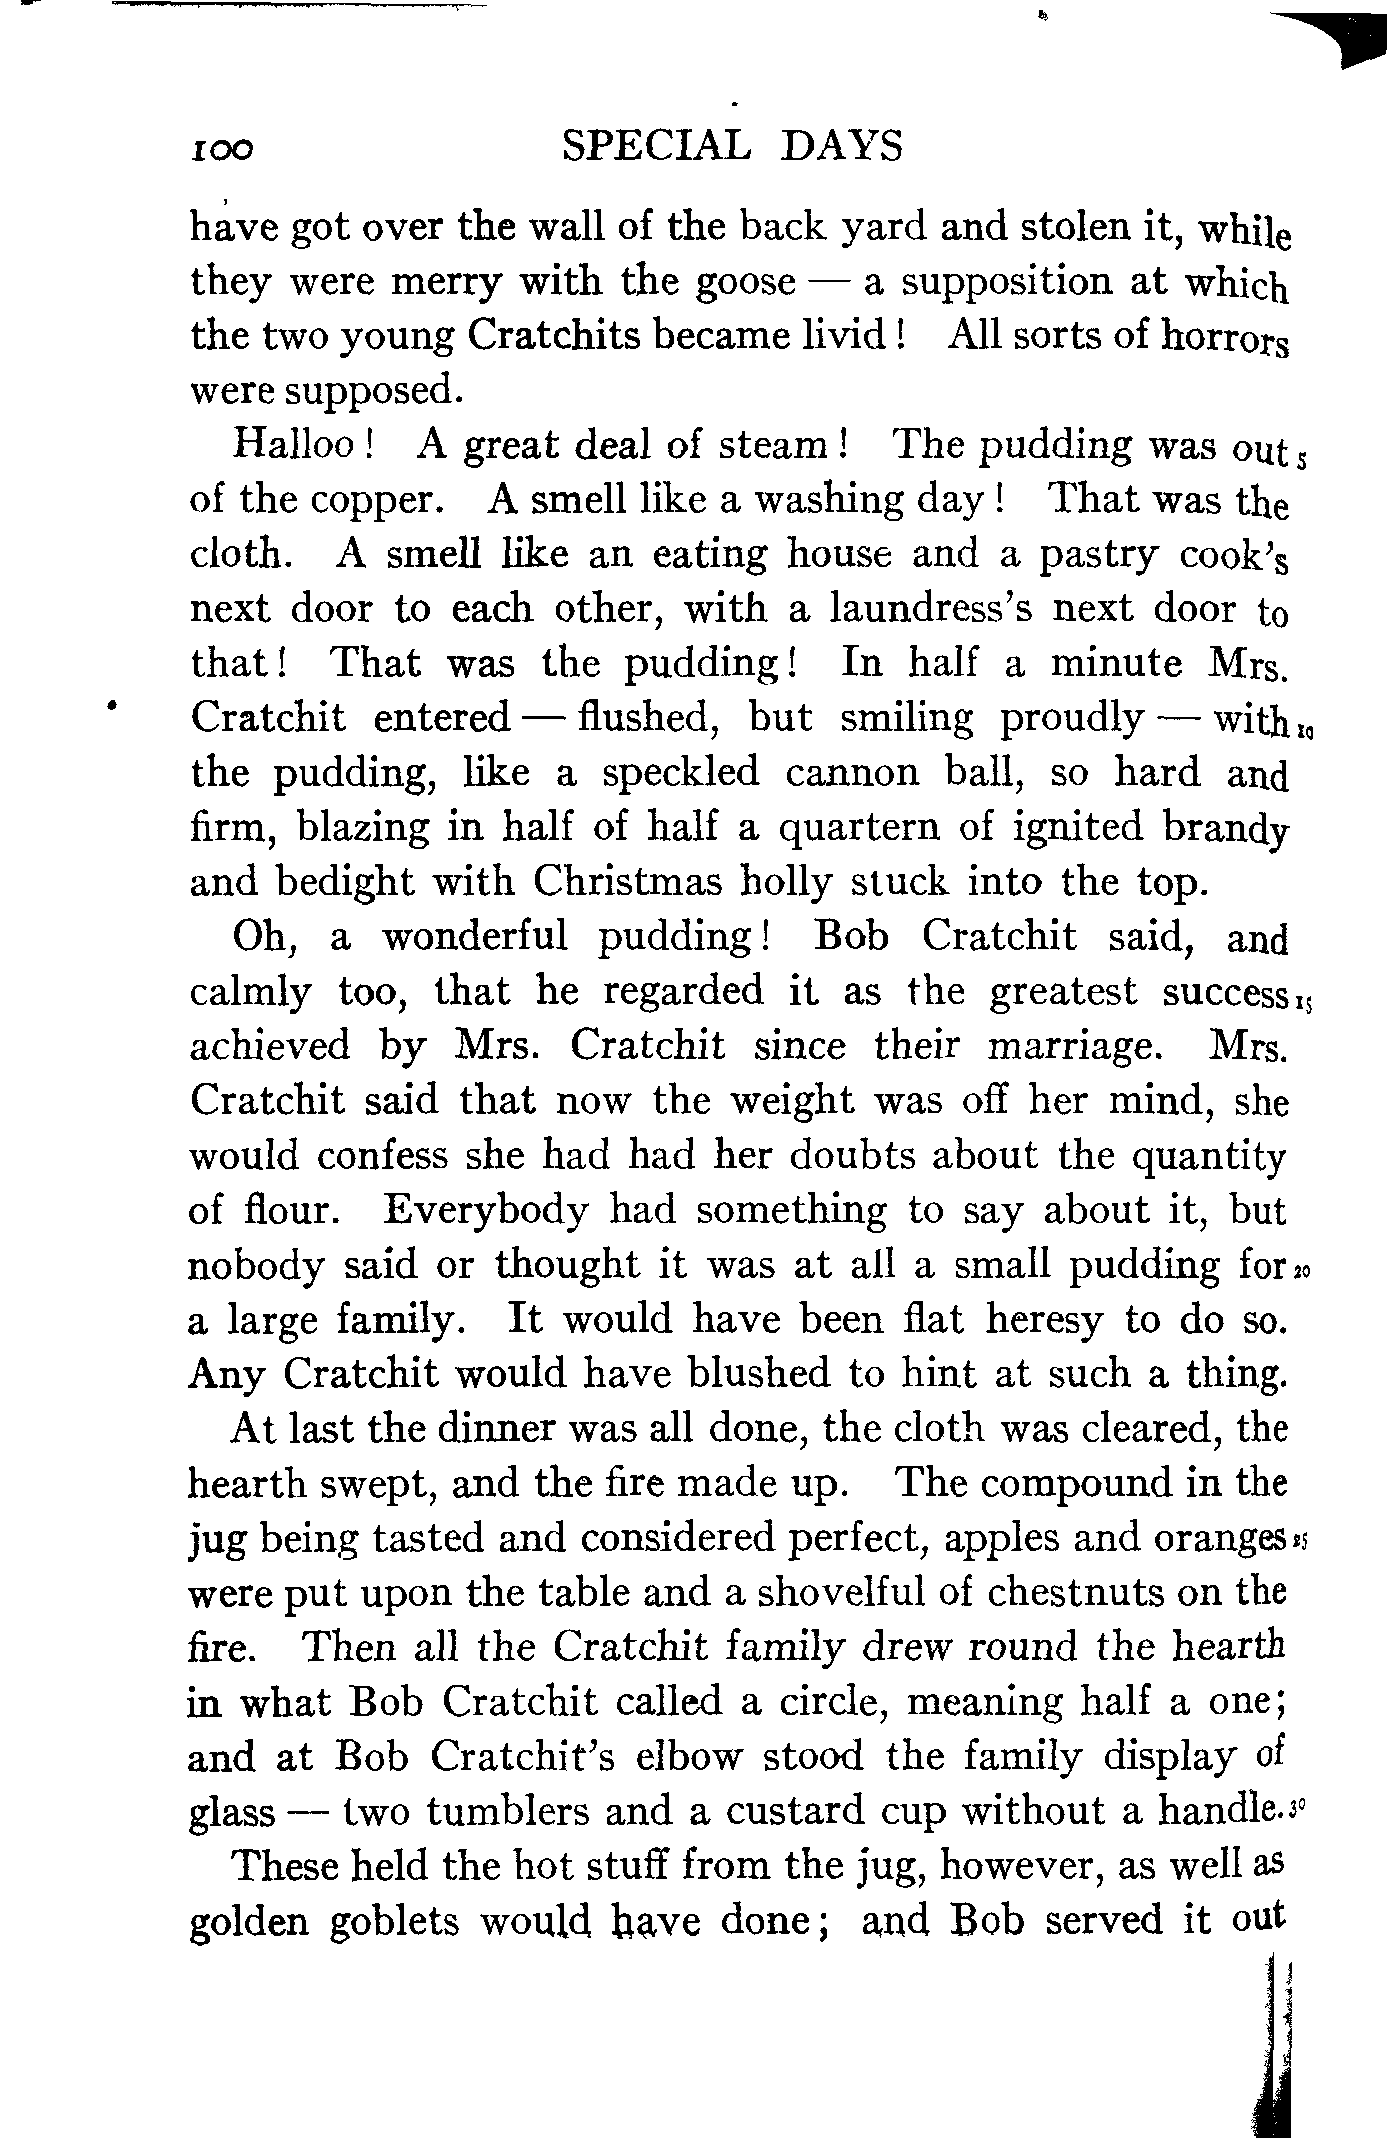 100 SPECIAL DAYS
have got over the wall of the back yard and stolen it, while
they were merry with the goose — a supposition at which
the two young Cratchits became livid! All sorts of horrors
were supposed.
Halloo! A great deal of steam! The pudding was out 5
of the copper. A smell like a washing day! That was the
cloth. A smell like an eating house and a pastry cook's
next door to each other, with a laundress's next door to
that! That was the pudding! In half a minute Mrs.
Cratchit entered — flushed, but smiling proudly — with 10
the pudding, like a speckled cannon ball, so hard and
firm, blazing in half of half a quartern of ignited brandy
and bedight with Christmas holly stuck into the top.
Oh, a wonderful pudding! Bob Cratchit said, and
calmly too, that he regarded it as the greatest success 15
achieved by Mrs. Cratchit since their marriage. Mrs.
Cratchit said that now the weight was off her mind, she
would confess she had had her doubts about the quantity
of flour. Everybody had something to say about it, but
nobody said or thought it was at all a small pudding for 20
a large family. It would have been flat heresy to do so.
Any Cratchit would have blushed to hint at such a thing.
At last the dinner was all done, the cloth was cleared, the
hearth swept, and the fire made up. The compound in the
jug being tasted and considered perfect, apples and oranges 25
were put upon the table and a shovelful of chestnuts on the
fire. Then all the Cratchit family drew round the hearth
in what Bob Cratchit called a circle, meaning half a one;
and at Bob Cratchit's elbow stood the family display of
glass — two tumblers and a custard cup without a handle. 30
These held the hot stuff from the jug, however, as well as
golden goblets would have done; and Bob served it out